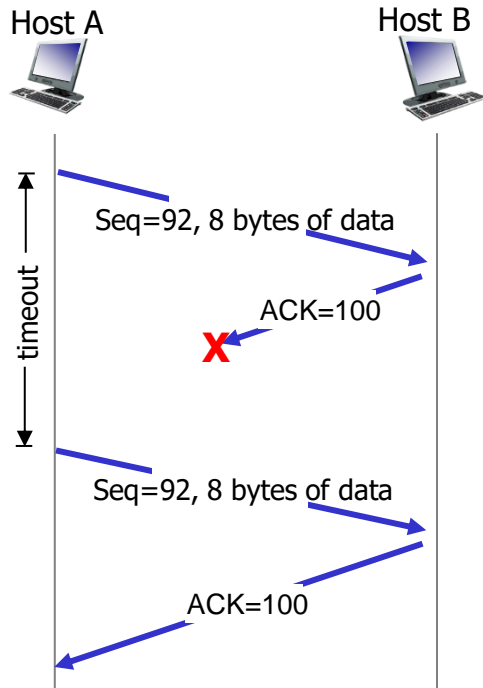 Host A
Host B
Seq=92, 8 bytes of data
ACK=100
X
timeout
Seq=92, 8 bytes of data
ACK=100